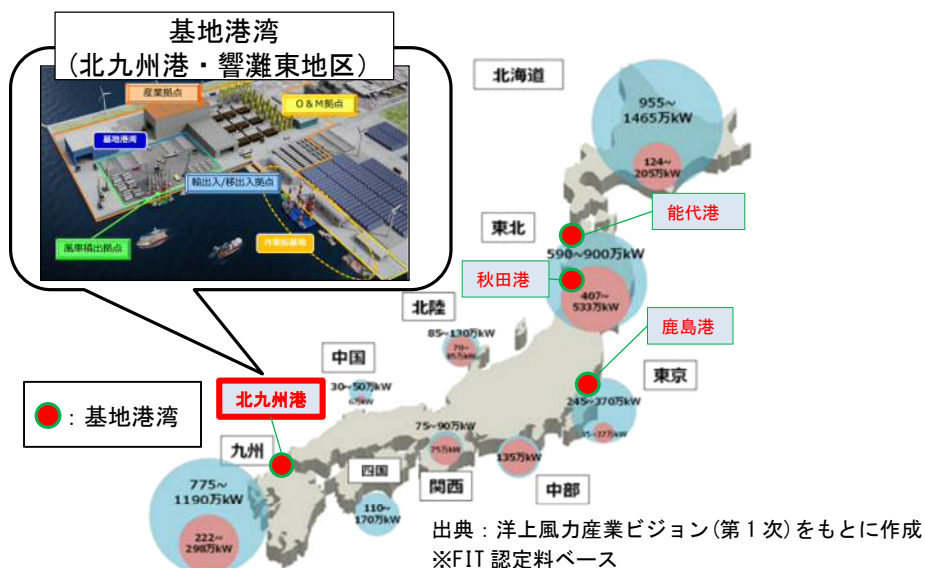 基地港湾
(北九州港・響灘東地区)
産業拠点
O&M拠点
基地港湾
輸出入/移出入拠点
風車積出拠点
作業船基地
北海道
955~
1465万kW
124~
205万kW
能代港
東北
590~900万kW
秋田港
407~
533万kW
北陸
85~130万kW
鹿島港
中国
30~50万kW
東京
245~370万kW
北九州港
:基地港湾
75~90万kW
75万kW
135万kW
九州
四国
関西
中部
775~
1190万kW
110~
170万kW
222~
298万kW
出典:洋上風力産業ビジョン(第1次)をもとに作成
※FIT認定料ベース